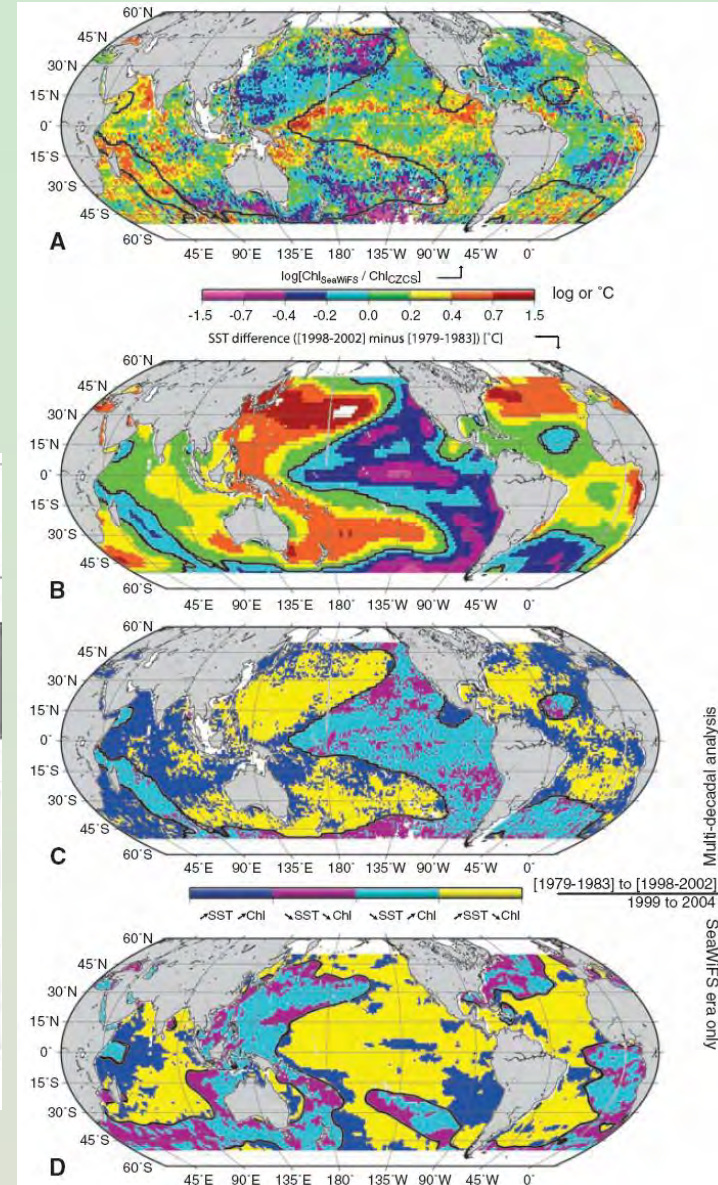 60˚N
45˚N
30˚N
15˚N
0˚
15˚S
30˚S
45˚S
60˚S
A
45˚E 90˚E 135˚E 180˚ 135˚W 90˚W 45˚W 0˚
log[Chl SeaWiFS / Chl CZCS]
log or ˚C
-1.5 -0.7 -0.4 -0.2 0.0 0.2 0.4 0.7 1.5
SST difference ([1998-2002] minus [1979-1983]) [˚C]
60˚N
45˚N
30˚N
15˚N
0˚
15˚S
30˚S
45˚S
60˚S
B
45˚E 90˚E 135˚E 180˚ 135˚W 90˚W 45˚W 0˚
60˚N
45˚N
30˚N
15˚N
0˚
15˚S
30˚S
45˚S
60˚S
C
45˚E 90˚E 135˚E 180˚ 135˚W 90˚W 45˚W 0˚
Multi-decadal analysis
[1979-1983] to [1998-2002]
1999 to 2004
SeaWiFS era only
↗SST ↗Chl ↘SST ↘Chl ↘SST ↗Chl ↗SST ↘Chl
60˚N
45˚N
30˚N
15˚N
0˚
15˚S
30˚S
45˚S
60˚S
D
45˚E 90˚E 135˚E 180˚ 135˚W 90˚W 45˚W 0˚